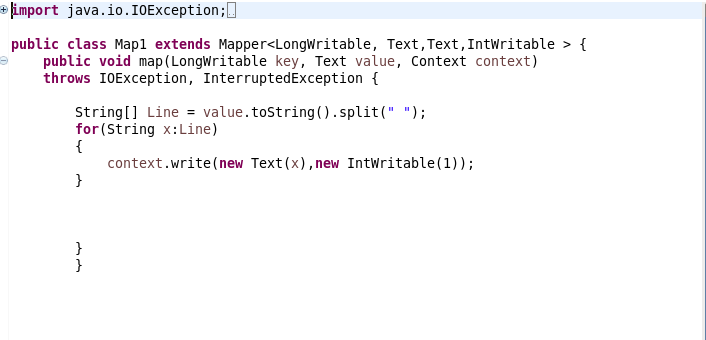 import java.io.IOException;
public class Map1 extends Mapper<LongWritable, Text,Text,IntWritable > {
    public void map(LongWritable key, Text value, Context context)
    throws IOException, InterruptedException {
        String[] Line = value.toString().split(" ");
        for(String x:Line)
        {
            context.write(new Text(x),new IntWritable(1));
        }
        }
        }